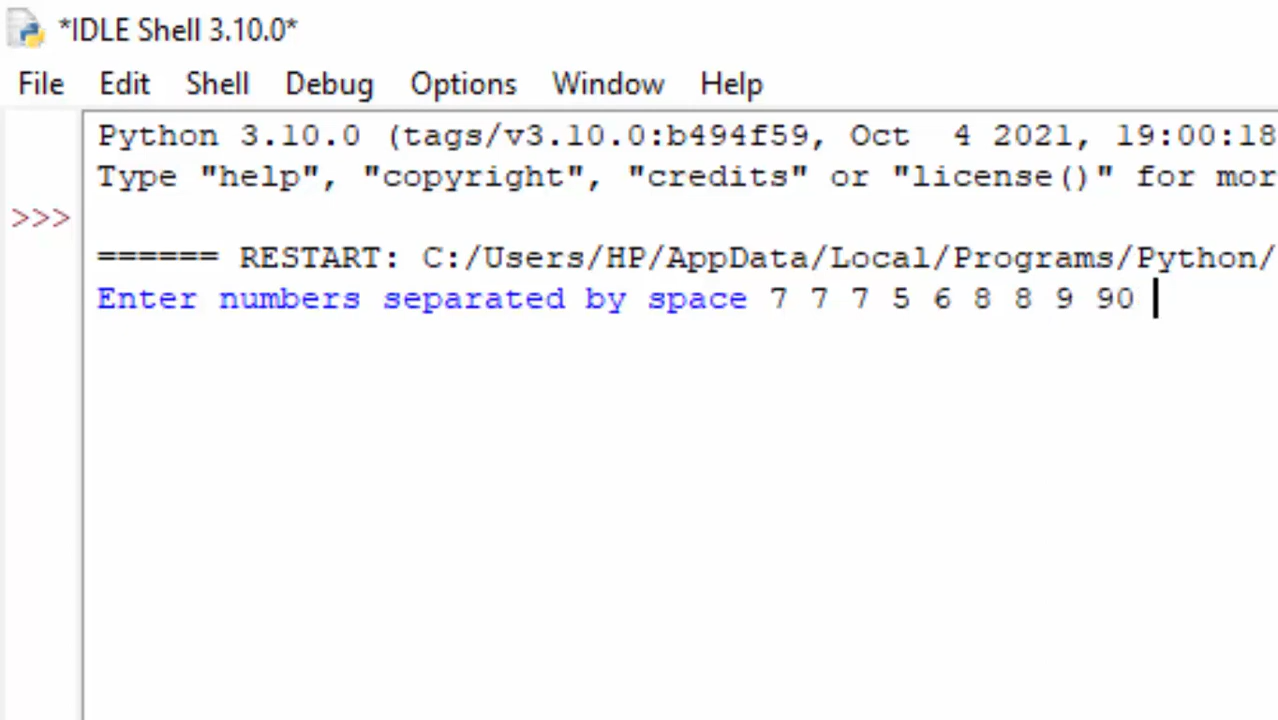 *IDLE Shell 3.10.0*
File Edit Shell Debug Options Window Help
Python 3.10.0 (tags/v3.10.0:b494f59, Oct  4 2021, 19:00:18
Type "help", "copyright", "credits" or "license()" for mor
>>>
====== RESTART: C:/Users/HP/AppData/Local/Programs/Python/
Enter numbers separated by space 7 7 7 5 6 8 8 9 90